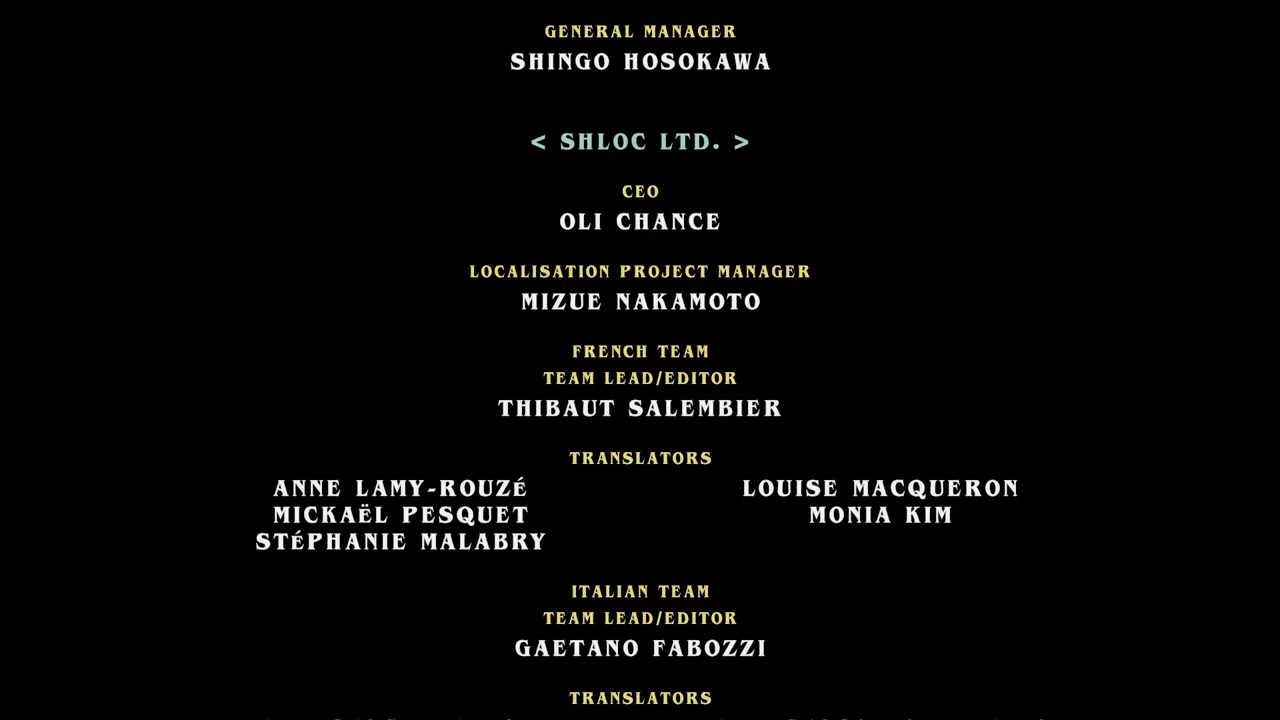 GENERAL MANAGER
SHINGO HOSOKAWA
< SHLOC LTD. >
CEO
OLI CHANCE
LOCALISATION PROJECT MANAGER
MIZUE NAKAMOTO
FRENCH TEAM
TEAM LEAD/EDITOR
THIBAUT SALEMBIER
TRANSLATORS
ANNE LAMY-ROUZÉ LOUISE MACQUERON
MICKAËL PESQUET MONIA KIM
STÉPHANIE MALABRY
ITALIAN TEAM
TEAM LEAD/EDITOR
GAETANO FABOZZI
TRANSLATORS